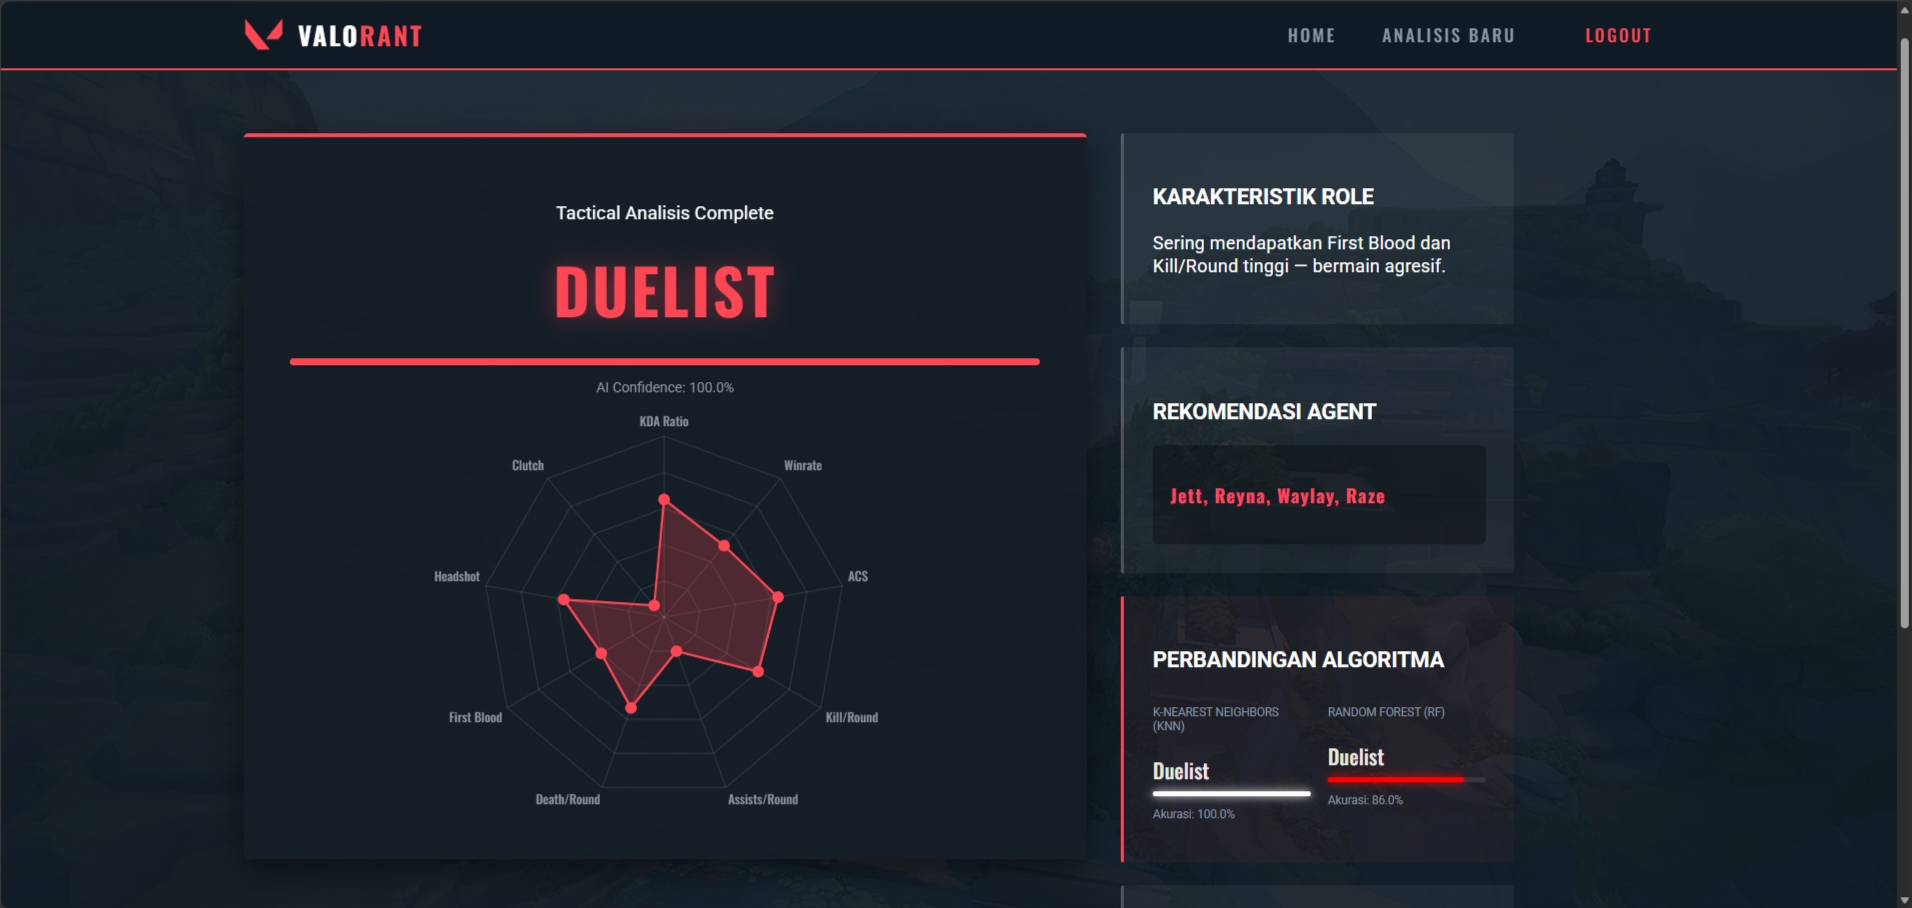 VALORANT
HOME
ANALISIS BARU
LOGOUT
Tactical Analisis Complete
DUELIST
AI Confidence: 100.0%
KDA Ratio
Clutch
Winrate
Headshot
ACS
First Blood
Kill/Round
Death/Round
Assists/Round
KARAKTERISTIK ROLE
Sering mendapatkan First Blood dan
Kill/Round tinggi — bermain agresif.
REKOMENDASI AGENT
Jett, Reyna, Waylay, Raze
PERBANDINGAN ALGORITMA
K-NEAREST NEIGHBORS
(KNN)
Duelist
Akurasi: 100.0%
RANDOM FOREST (RF)
Duelist
Akurasi: 86.0%